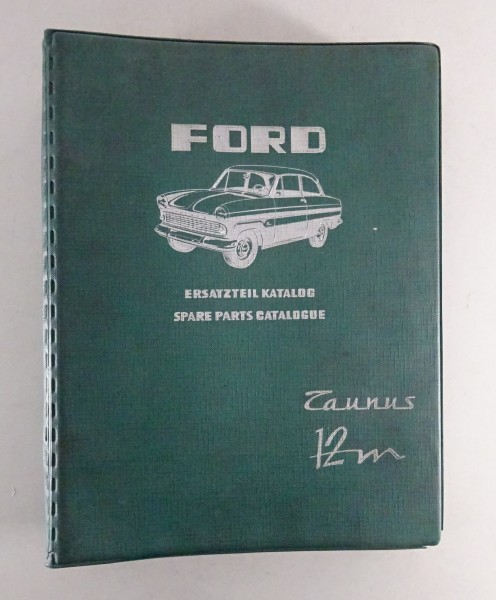 FORD
ERSATZTEIL KATALOG
SPARE PARTS CATALOGUE
Taunus
12m